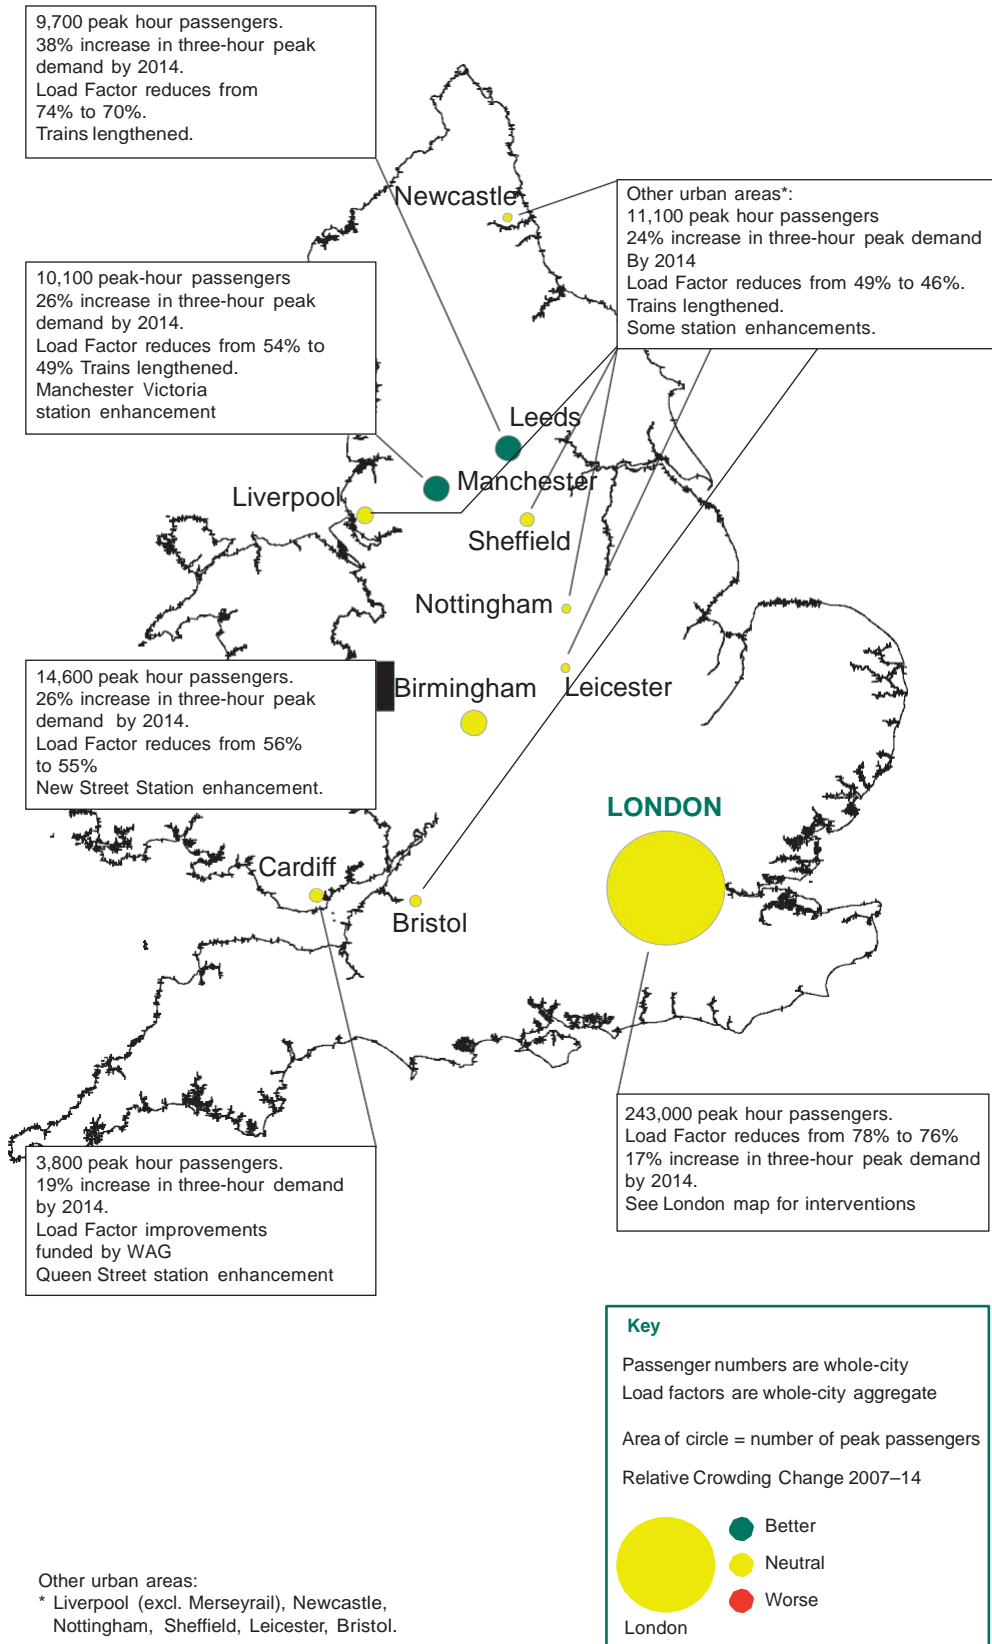 9,700 peak hour passengers.
38% increase in three-hour peak
demand by 2014.
Load Factor reduces from
74% to 70%.
Trains lengthened.
Newcastle
Other urban areas*:
11,100 peak hour passengers
24% increase in three-hour peak demand
By 2014
Load Factor reduces from 49% to 46%.
Trains lengthened.
Some station enhancements.
10,100 peak-hour passengers
26% increase in three-hour peak
demand by 2014.
Load Factor reduces from 54% to
49% Trains lengthened.
Manchester Victoria
station enhancement
Leeds
Manchester
Liverpool
Sheffield
Nottingham
14,600 peak hour passengers.
26% increase in three-hour peak
demand by 2014.
Load Factor reduces from 56%
to 55%
New Street Station enhancement.
Birmingham
Leicester
LONDON
Cardiff
Bristol
3,800 peak hour passengers.
19% increase in three-hour demand
by 2014.
Load Factor improvements
funded by WAG
Queen Street station enhancement
243,000 peak hour passengers.
Load Factor reduces from 78% to 76%
17% increase in three-hour peak demand
by 2014.
See London map for interventions
Key
Passenger numbers are whole-city
Load factors are whole-city aggregate
Area of circle = number of peak passengers
Relative Crowding Change 2007–14
Better
Neutral
Worse
London
Other urban areas:
* Liverpool (excl. Merseyrail), Newcastle,
Nottingham, Sheffield, Leicester, Bristol.